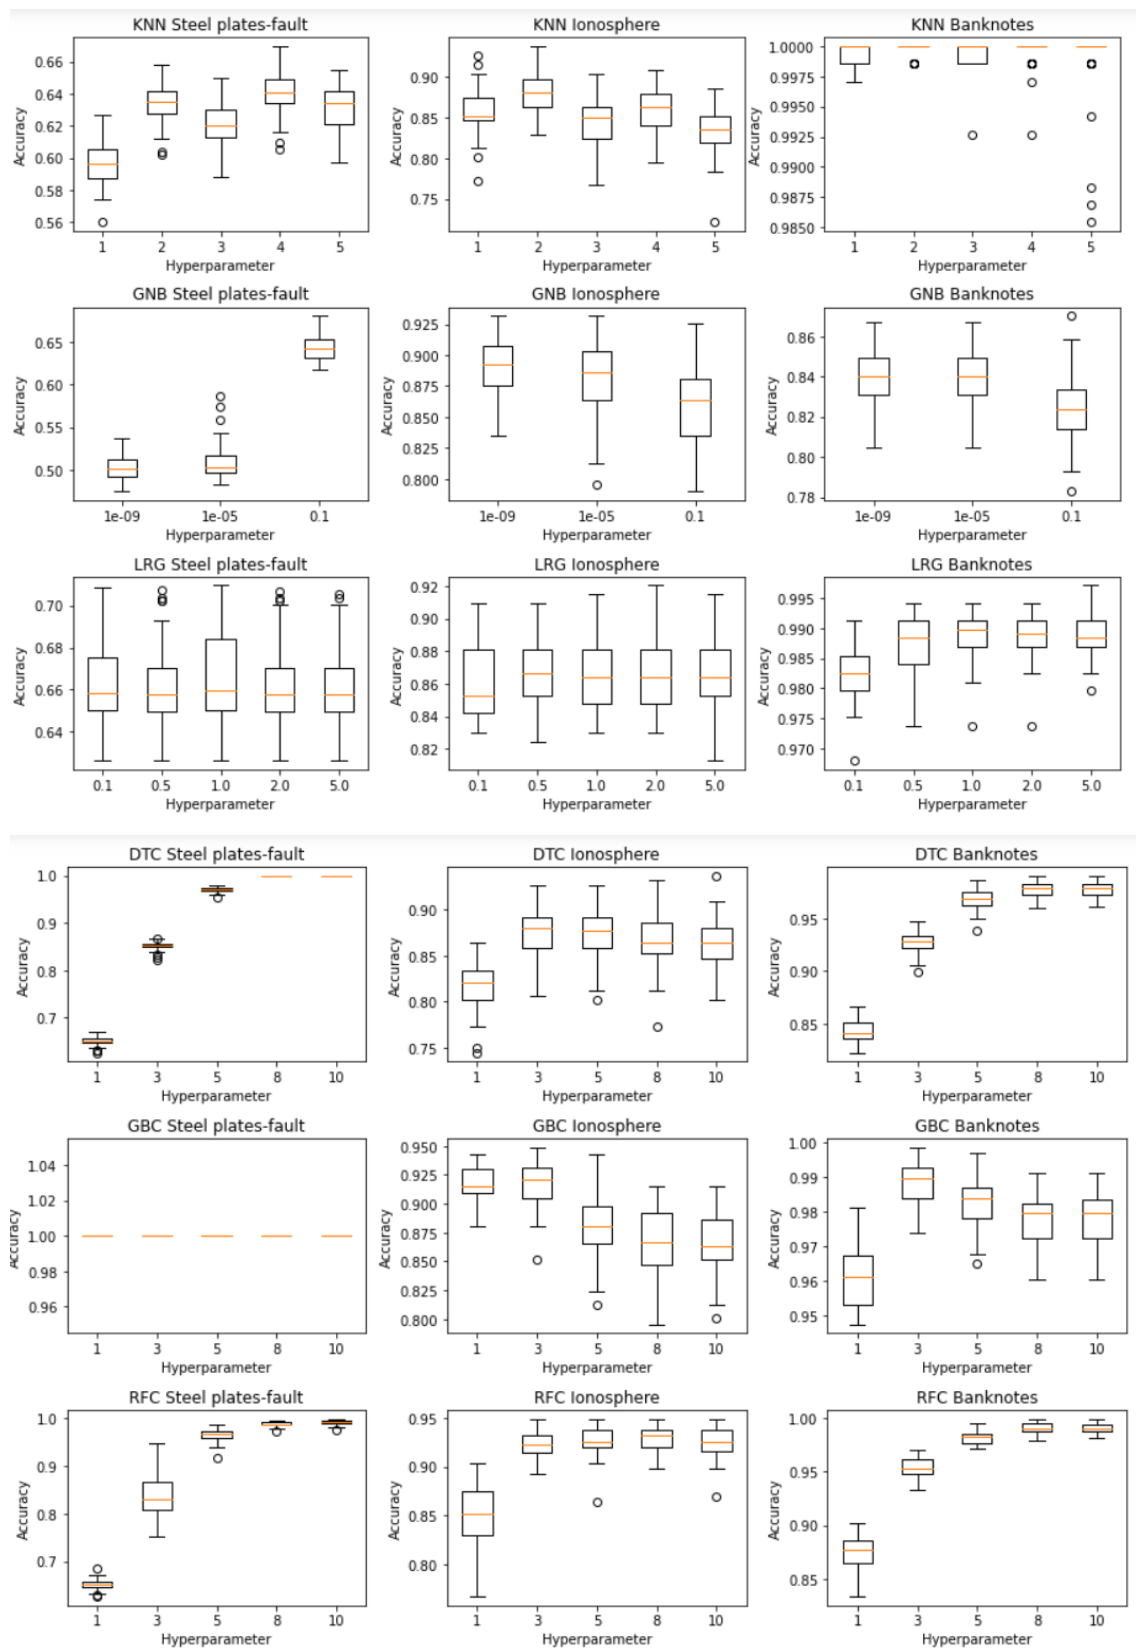 KNN Steel plates-fault
KNN Ionosphere
KNN Banknotes
Accuracy
0.66
0.64
0.62
0.60
0.58
0.56
1 2 3 4 5
Hyperparameter
Accuracy
0.90
0.85
0.80
0.75
1 2 3 4 5
Hyperparameter
Accuracy
1.0000
0.9975
0.9950
0.9925
0.9900
0.9875
0.9850
1 2 3 4 5
Hyperparameter
GNB Steel plates-fault
GNB Ionosphere
GNB Banknotes
Accuracy
0.65
0.60
0.55
0.50
1e-09 1e-05 0.1
Hyperparameter
Accuracy
0.925
0.900
0.875
0.850
0.825
0.800
1e-09 1e-05 0.1
Hyperparameter
Accuracy
0.86
0.84
0.82
0.80
0.78
1e-09 1e-05 0.1
Hyperparameter
LRG Steel plates-fault
LRG Ionosphere
LRG Banknotes
Accuracy
0.70
0.68
0.66
0.64
0.1 0.5 1.0 2.0 5.0
Hyperparameter
Accuracy
0.92
0.90
0.88
0.86
0.84
0.82
0.1 0.5 1.0 2.0 5.0
Hyperparameter
Accuracy
0.995
0.990
0.985
0.980
0.975
0.970
0.1 0.5 1.0 2.0 5.0
Hyperparameter
DTC Steel plates-fault
DTC Ionosphere
DTC Banknotes
Accuracy
1.0
0.9
0.8
0.7
1 3 5 8 10
Hyperparameter
Accuracy
0.90
0.85
0.80
0.75
1 3 5 8 10
Hyperparameter
Accuracy
0.95
0.90
0.85
1 3 5 8 10
Hyperparameter
GBC Steel plates-fault
GBC Ionosphere
GBC Banknotes
Accuracy
1.04
1.02
1.00
0.98
0.96
1 3 5 8 10
Hyperparameter
Accuracy
0.950
0.925
0.900
0.875
0.850
0.825
0.800
1 3 5 8 10
Hyperparameter
Accuracy
1.00
0.99
0.98
0.97
0.96
0.95
1 3 5 8 10
Hyperparameter
RFC Steel plates-fault
RFC Ionosphere
RFC Banknotes
Accuracy
1.0
0.9
0.8
0.7
1 3 5 8 10
Hyperparameter
Accuracy
0.95
0.90
0.85
0.80
1 3 5 8 10
Hyperparameter
Accuracy
1.00
0.95
0.90
0.85
1 3 5 8 10
Hyperparameter